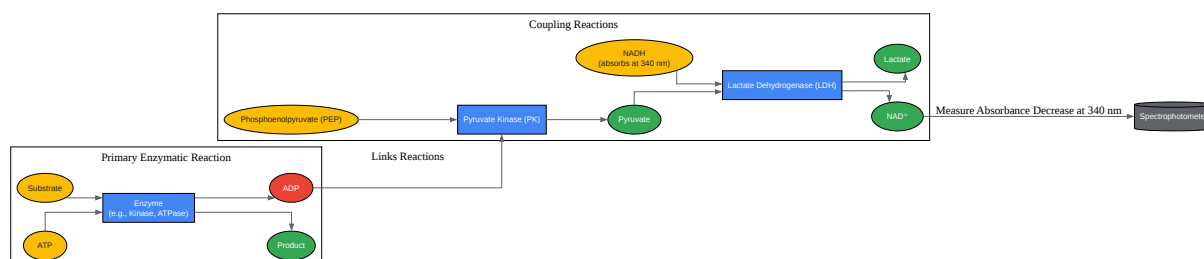 Coupling Reactions
NADH
(absorbs at 340 nm)
Lactate
Lactate Dehydrogenase (LDH)
Phosphoenolpyruvate (PEP)
Pyruvate Kinase (PK)
Pyruvate
NAD⁺
Measure Absorbance Decrease at 340 nm
Spectrophotomete
Primary Enzymatic Reaction
Links Reactions
Substrate
ADP
Enzyme
(e.g., Kinase, ATPase)
ATP
Product